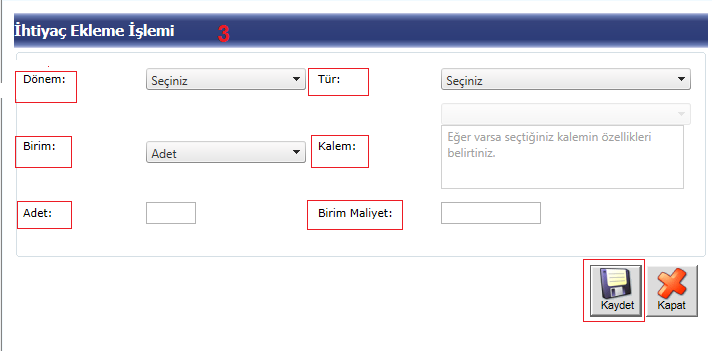 İhtiyaç Ekleme İşlemi 3
Dönem: Seçiniz Tür: Seçiniz
Birim: Adet Kalem: Eğer varsa seçtiğiniz kalemin özellikleri
belirtiniz.
Adet: Birim Maliyet:
Kaydet Kapat